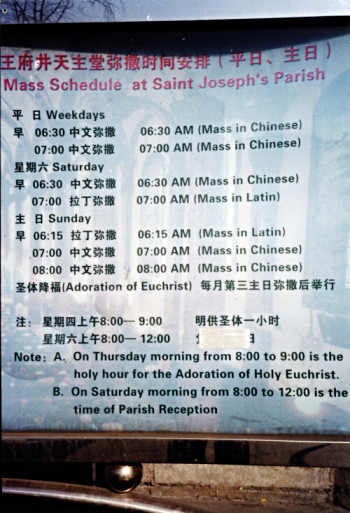 王府井天主堂弥撒时间安排（平日、主日）
Mass Schedule at Saint Joseph's Parish
平 日 Weekdays
早 06:30 中文弥撒 06:30 AM (Mass in Chinese)
07:00 中文弥撒 07:00 AM (Mass in Chinese)
星期六 Saturday
早 06:30 中文弥撒 06:30 AM (Mass in Chinese)
07:00 拉丁弥撒 07:00 AM (Mass in Latin)
主 日 Sunday
早 06:15 拉丁弥撒 06:15 AM (Mass in Latin)
07:00 中文弥撒 07:00 AM (Mass in Chinese)
08:00 中文弥撒 08:00 AM (Mass in Chinese)
圣体降福(Adoration of Euchrist) 每月第三主日弥撒后举行
注： 星期四上午8:00— 9:00 明供圣体一小时
星期六上午8:00— 12:00
Note: A. On Thursday morning from 8:00 to 9:00 is the
holy hour for the Adoration of Holy Euchrist.
B. On Saturday morning from 8:00 to 12:00 is the
time of Parish Reception